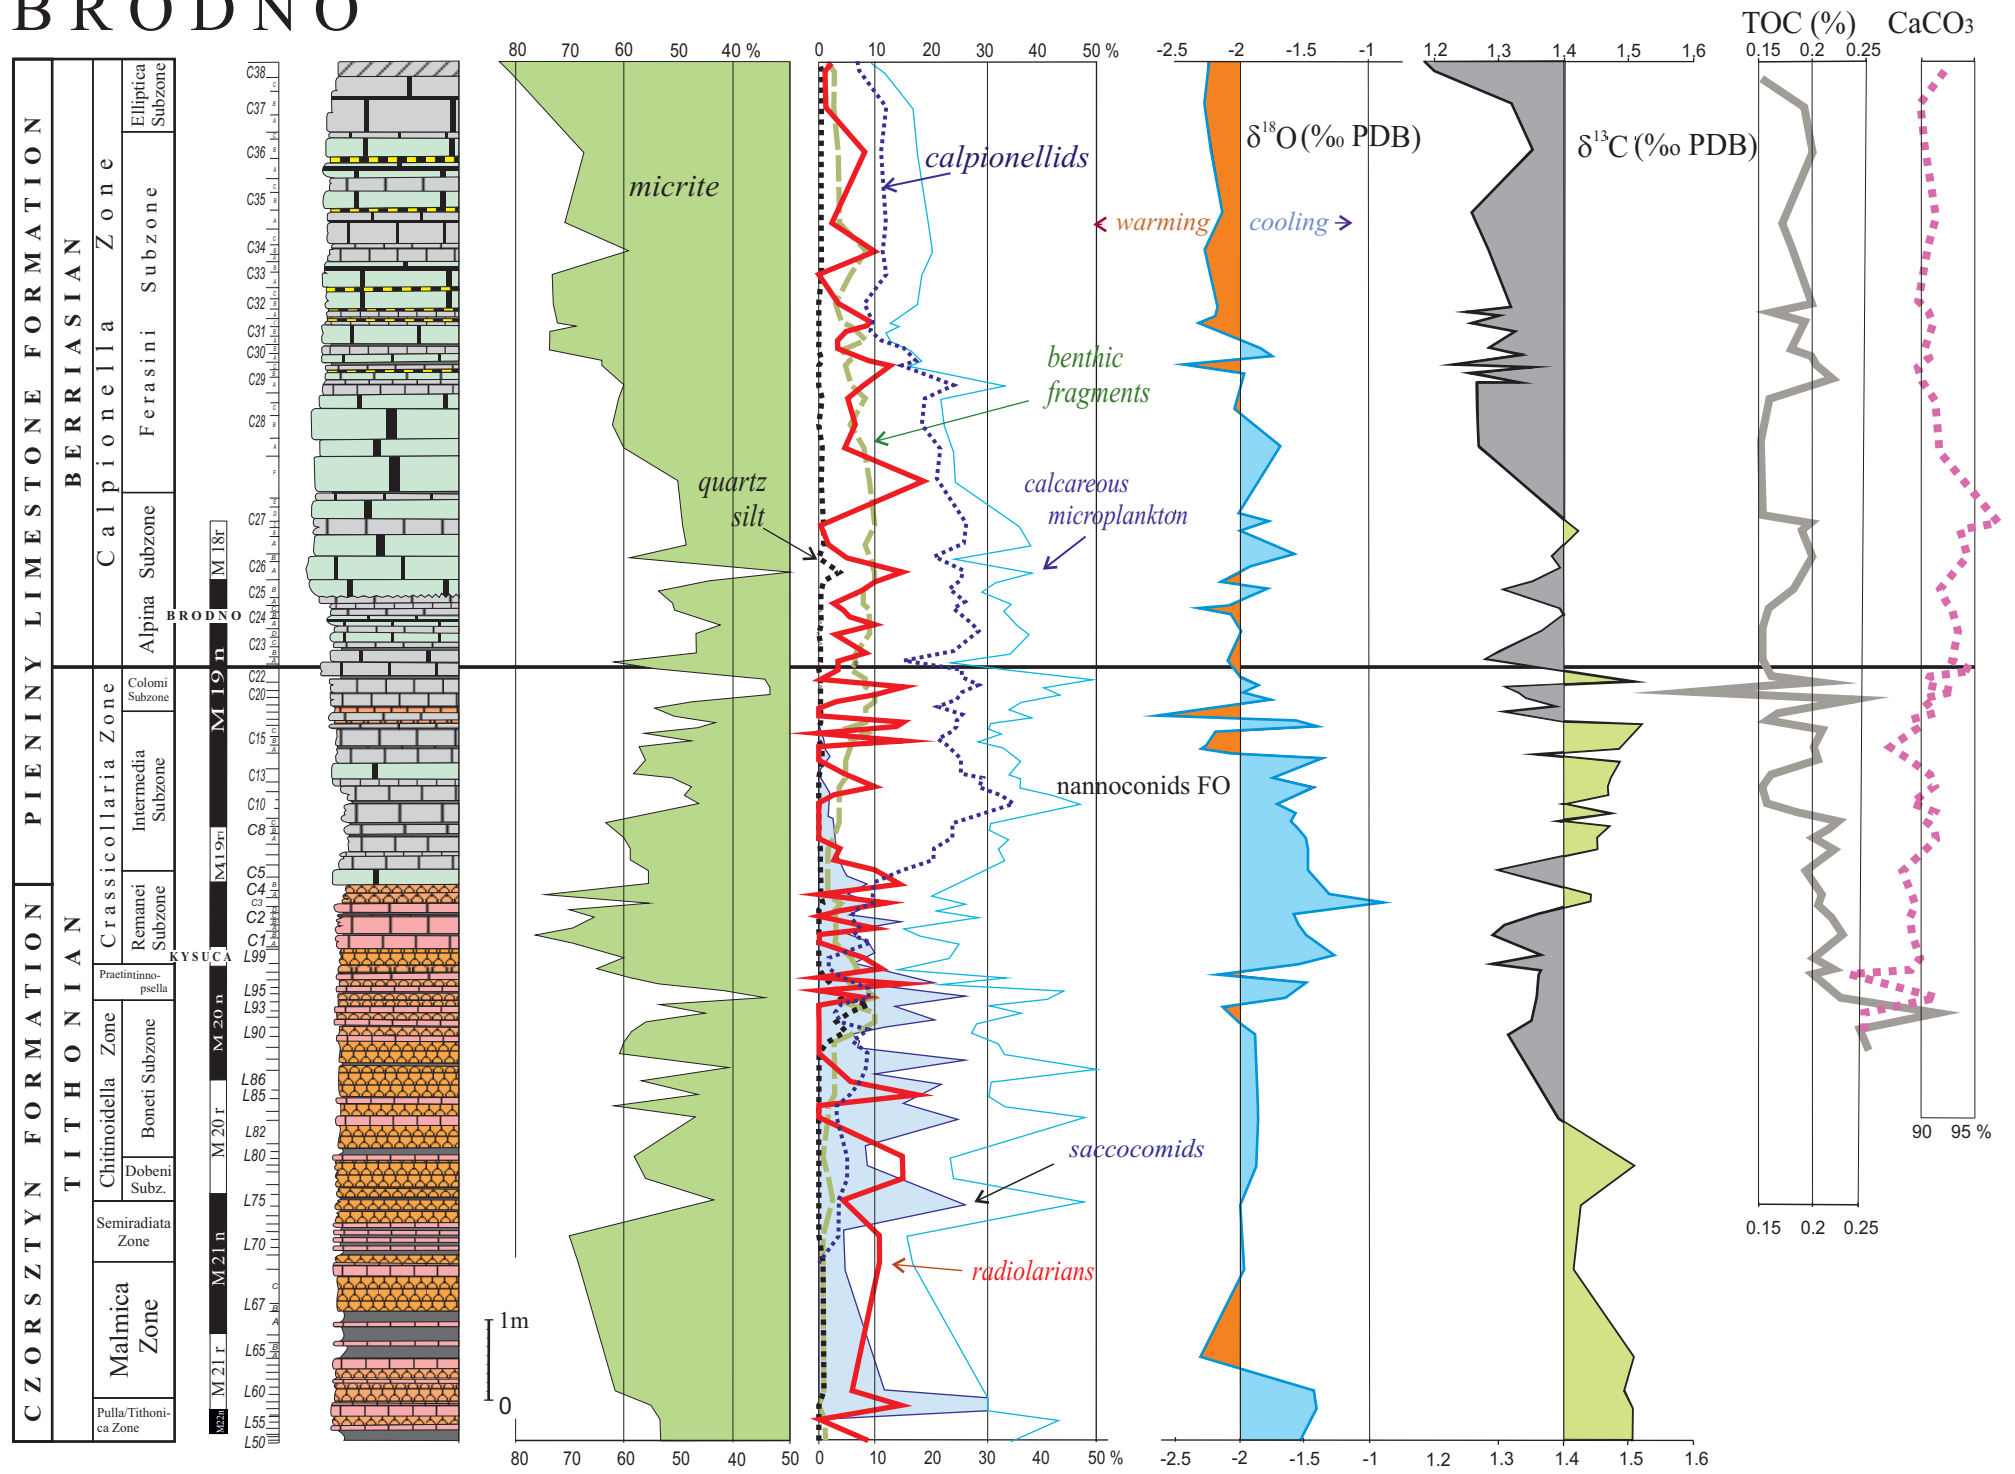 BRODNO
TOC (%) CaCO3
80 70 60 50 40 %
0 10 20 30 40 50 %
-2.5 -2 -1.5 -1
1.2 1.3 1.4 1.5 1.6
0.15 0.2 0.25
PIENINY LIMESTONE FORMATION
CZORSZTYN FORMATION
BERRIASIAN
TITHONIAN
Calpionella Zone
Crassicollaria Zone
Chitinoidella Zone
Elliptica
Subzone
Ferasini Subzone
Alpina Subzone
Colomi
Subzone
Intermedia
Subzone
Remanei
Subzone
Praetintinno-
psella
Boneti Subzone
Dobeni
Subz.
Semiradiata
Zone
Malmica
Zone
Pulla/Tithoni-
ca Zone
M 18r
BRODNO
M 19 n
M19r
KYSUCA
M 20 n
M 20 r
M 21 n
M 21 r
M22n
C38
C37
C36
C35
C34
C33
C32
C31
C30
C29
C28
C27
C26
C25
C24
C23
C22
C20
C15
C13
C10
C8
C5
C4
C3
C2
C1
L99
L95
L93
L90
L86
L85
L82
L80
L75
L70
L67
L65
L60
L55
L50
micrite
calpionellids
benthic
fragments
quartz
silt
calcareous
microplankton
nannoconids FO
saccocomids
radiolarians
δ18O (‰ PDB)
warming cooling
δ13C (‰ PDB)
1m
0
90 95 %
0.15 0.2 0.25
80 70 60 50 40 50
0 10 20 30 40 50 %
-2.5 -2 -1.5 -1
1.2 1.3 1.4 1.5 1.6